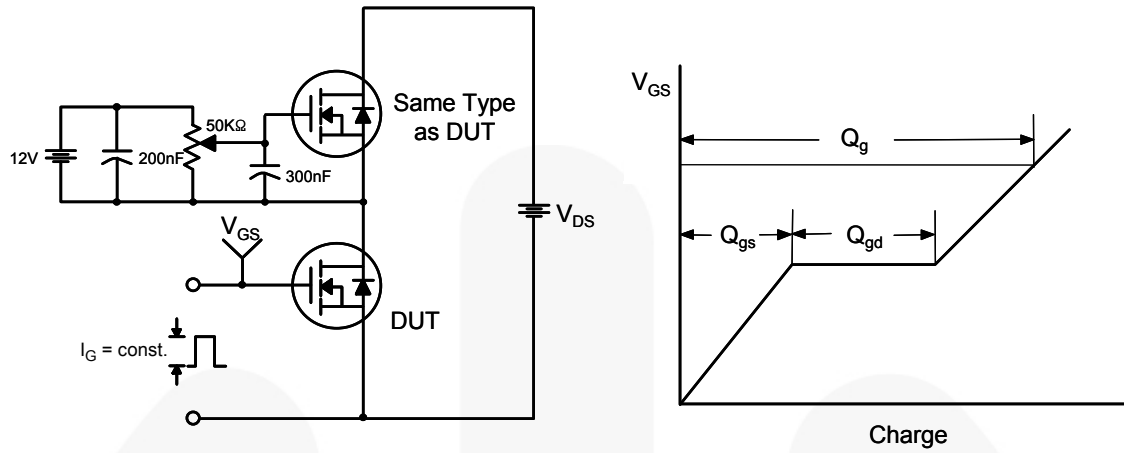 12V
200nF
50KΩ
300nF
Same Type
as DUT
V_DS
V_GS
DUT
I_G = const.
V_GS
Q_g
Q_gs
Q_gd
Charge